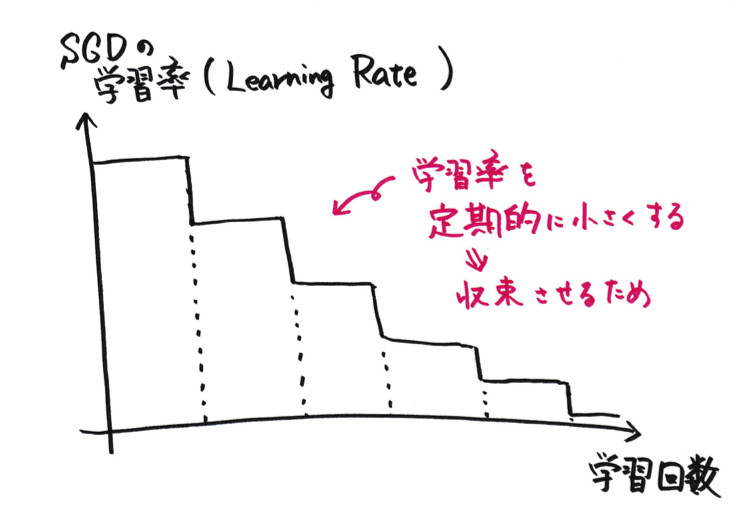 SGDの
学習率(Learning Rate)
学習率を
定期的に小さくする
⇓
収束させるため
学習回数